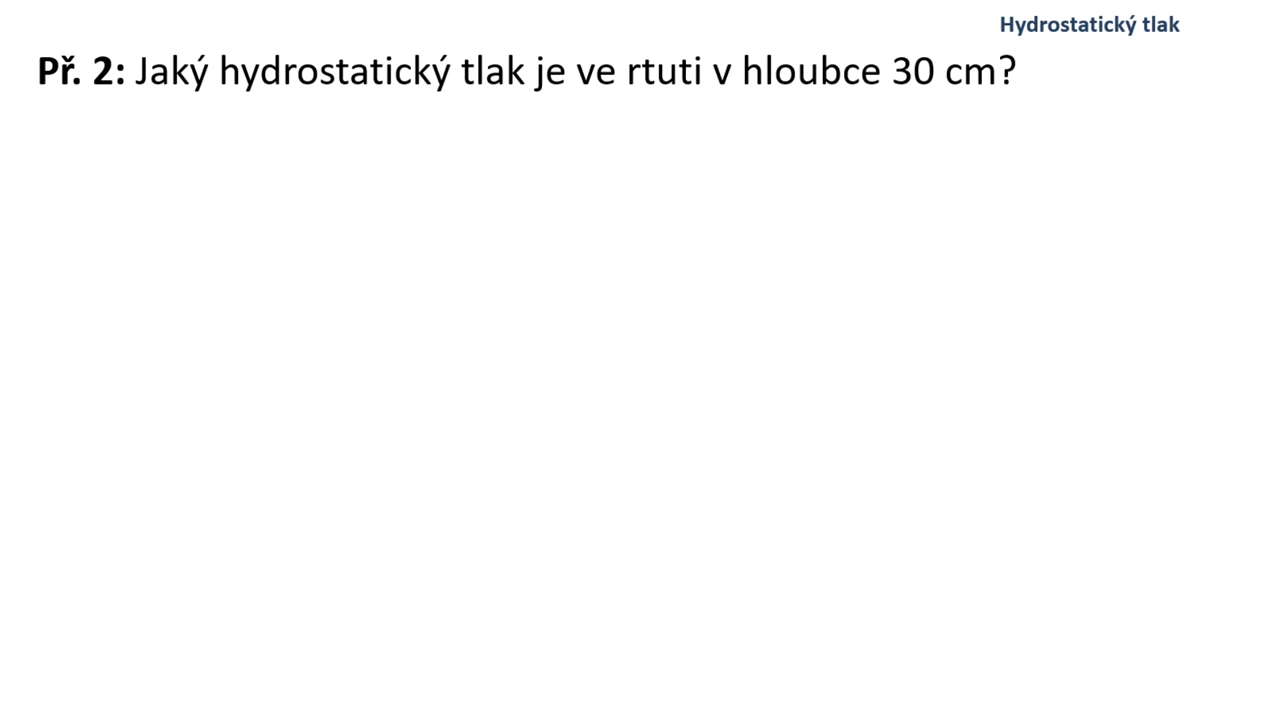 Hydrostatický tlak
Př. 2: Jaký hydrostatický tlak je ve rtuti v hloubce 30 cm?